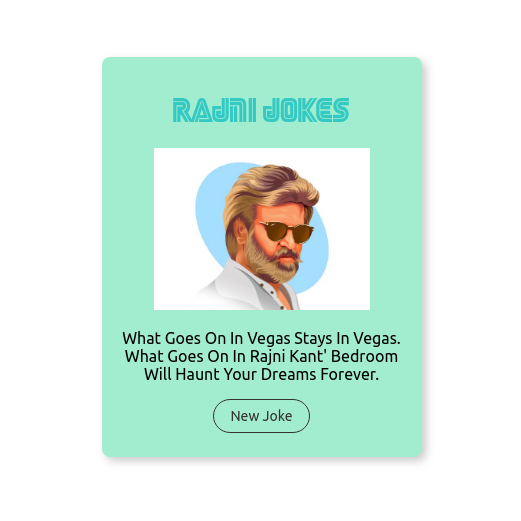 RAJNI JOKES
What Goes On In Vegas Stays In Vegas.
What Goes On In Rajni Kant' Bedroom
Will Haunt Your Dreams Forever.
New Joke